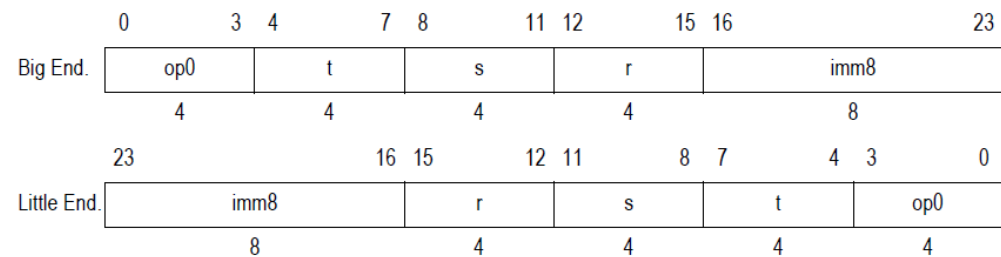 0 3 4 7 8 11 12 15 16 23
Big End. op0 t s r imm8
4 4 4 4 8
23 16 15 12 11 8 7 4 3 0
Little End. imm8 r s t op0
8 4 4 4 4